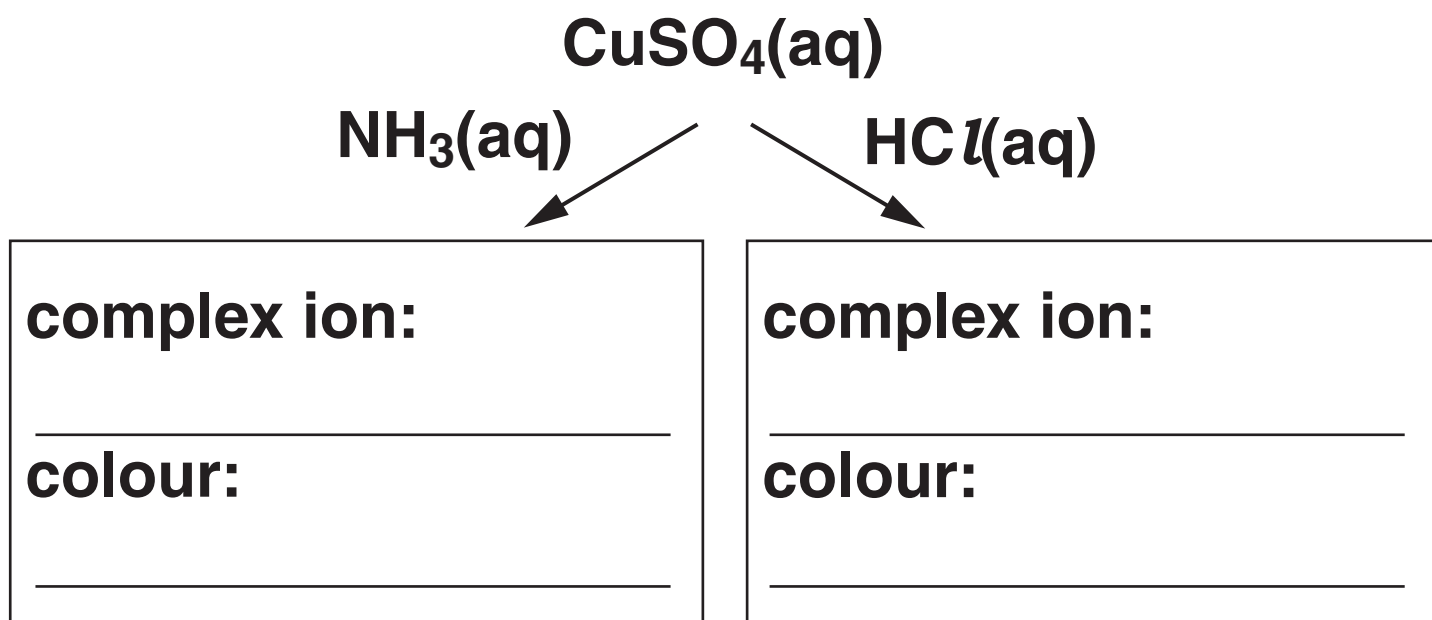 CuSO₄(aq)
NH₃(aq)
HCl(aq)
complex ion:
colour:
complex ion:
colour: